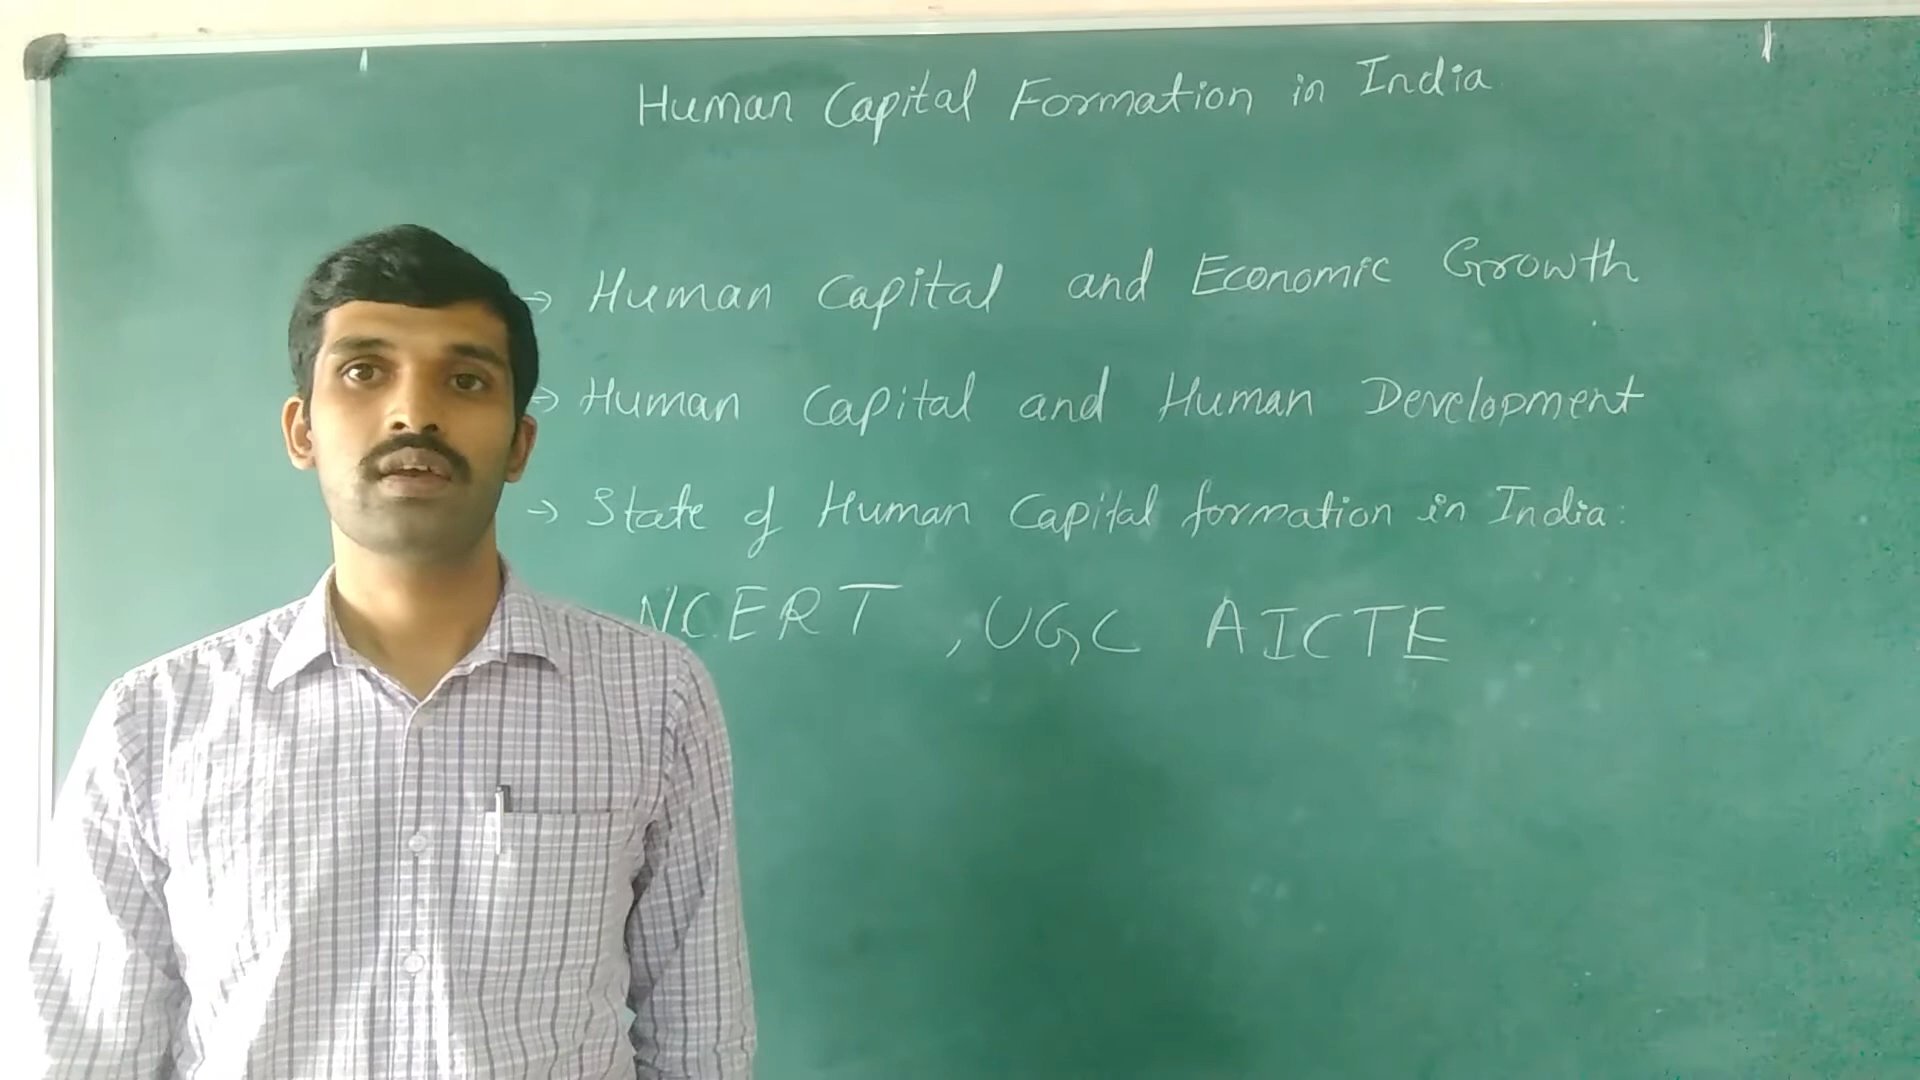 Human Capital Formation in India
→ Human Capital and Economic Growth
→ Human Capital and Human Development
→ State of Human Capital formation in India:
NCERT , UGC AICTE